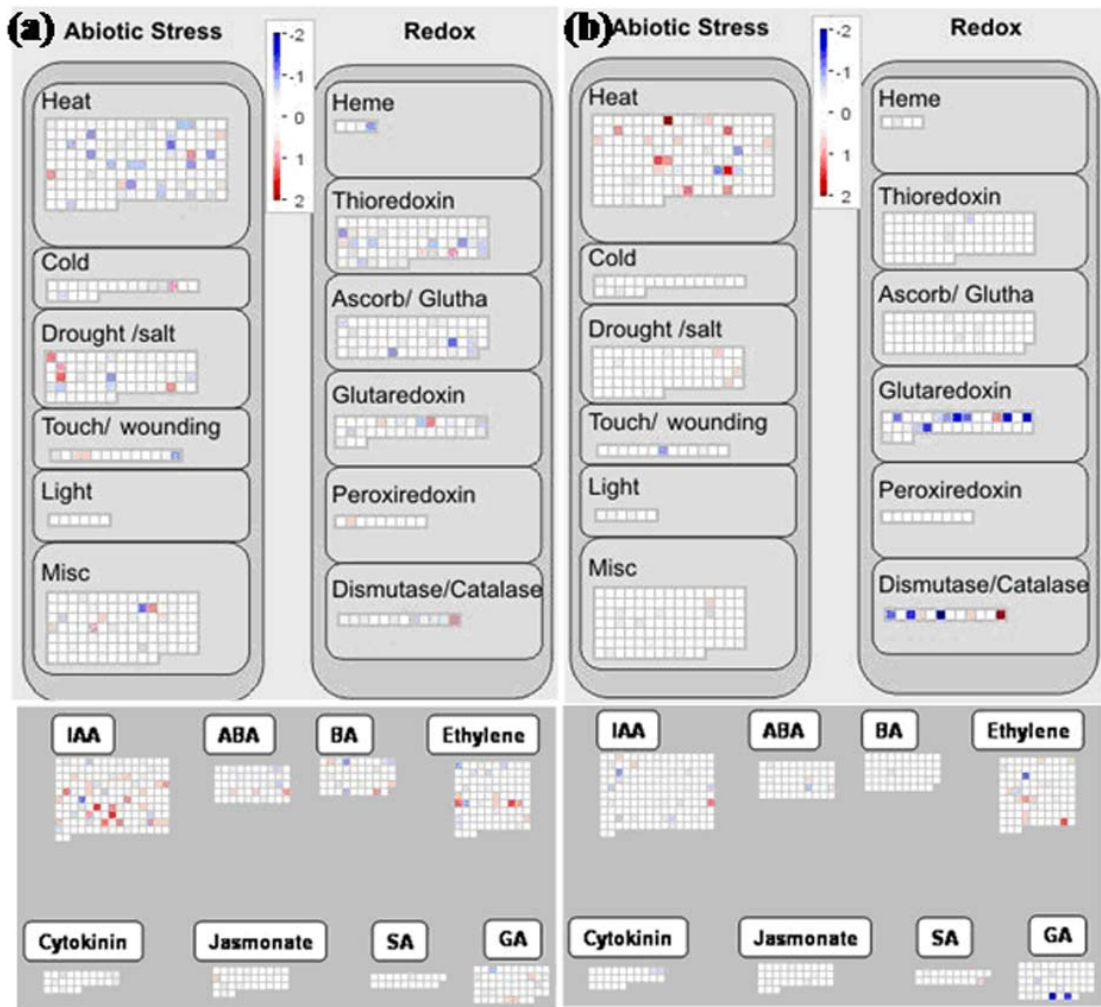 (a) Abiotic Stress
-2
-1
0
1
2
Redox
Heat
Cold
Drought /salt
Touch/ wounding
Light
Misc
Heme
Thioredoxin
Ascorb/ Glutha
Glutaredoxin
Peroxiredoxin
Dismutase/Catalase
IAA
ABA
BA
Ethylene
Cytokinin
Jasmonate
SA
GA
(b) Abiotic Stress
-2
-1
0
1
2
Redox
Heat
Cold
Drought /salt
Touch/ wounding
Light
Misc
Heme
Thioredoxin
Ascorb/ Glutha
Glutaredoxin
Peroxiredoxin
Dismutase/Catalase
IAA
ABA
BA
Ethylene
Cytokinin
Jasmonate
SA
GA